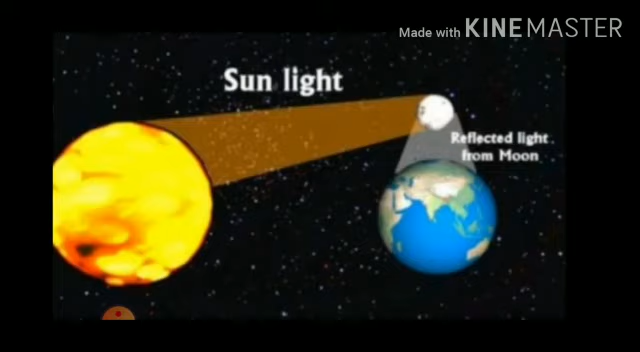 Made with KINEMASTER
Sun light
Reflected light
from Moon